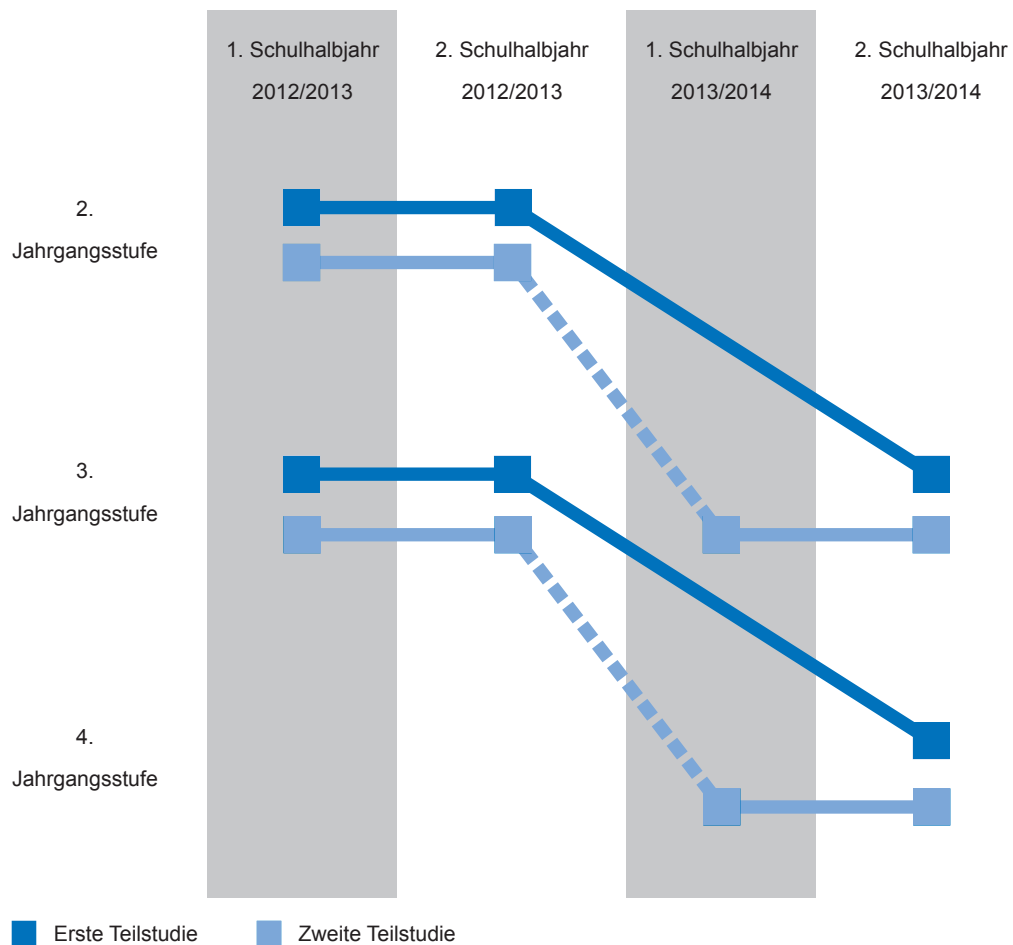 1. Schulhalbjahr
2012/2013
2. Schulhalbjahr
2012/2013
1. Schulhalbjahr
2013/2014
2. Schulhalbjahr
2013/2014
2.
Jahrgangsstufe
3.
Jahrgangsstufe
4.
Jahrgangsstufe
Erste Teilstudie
Zweite Teilstudie